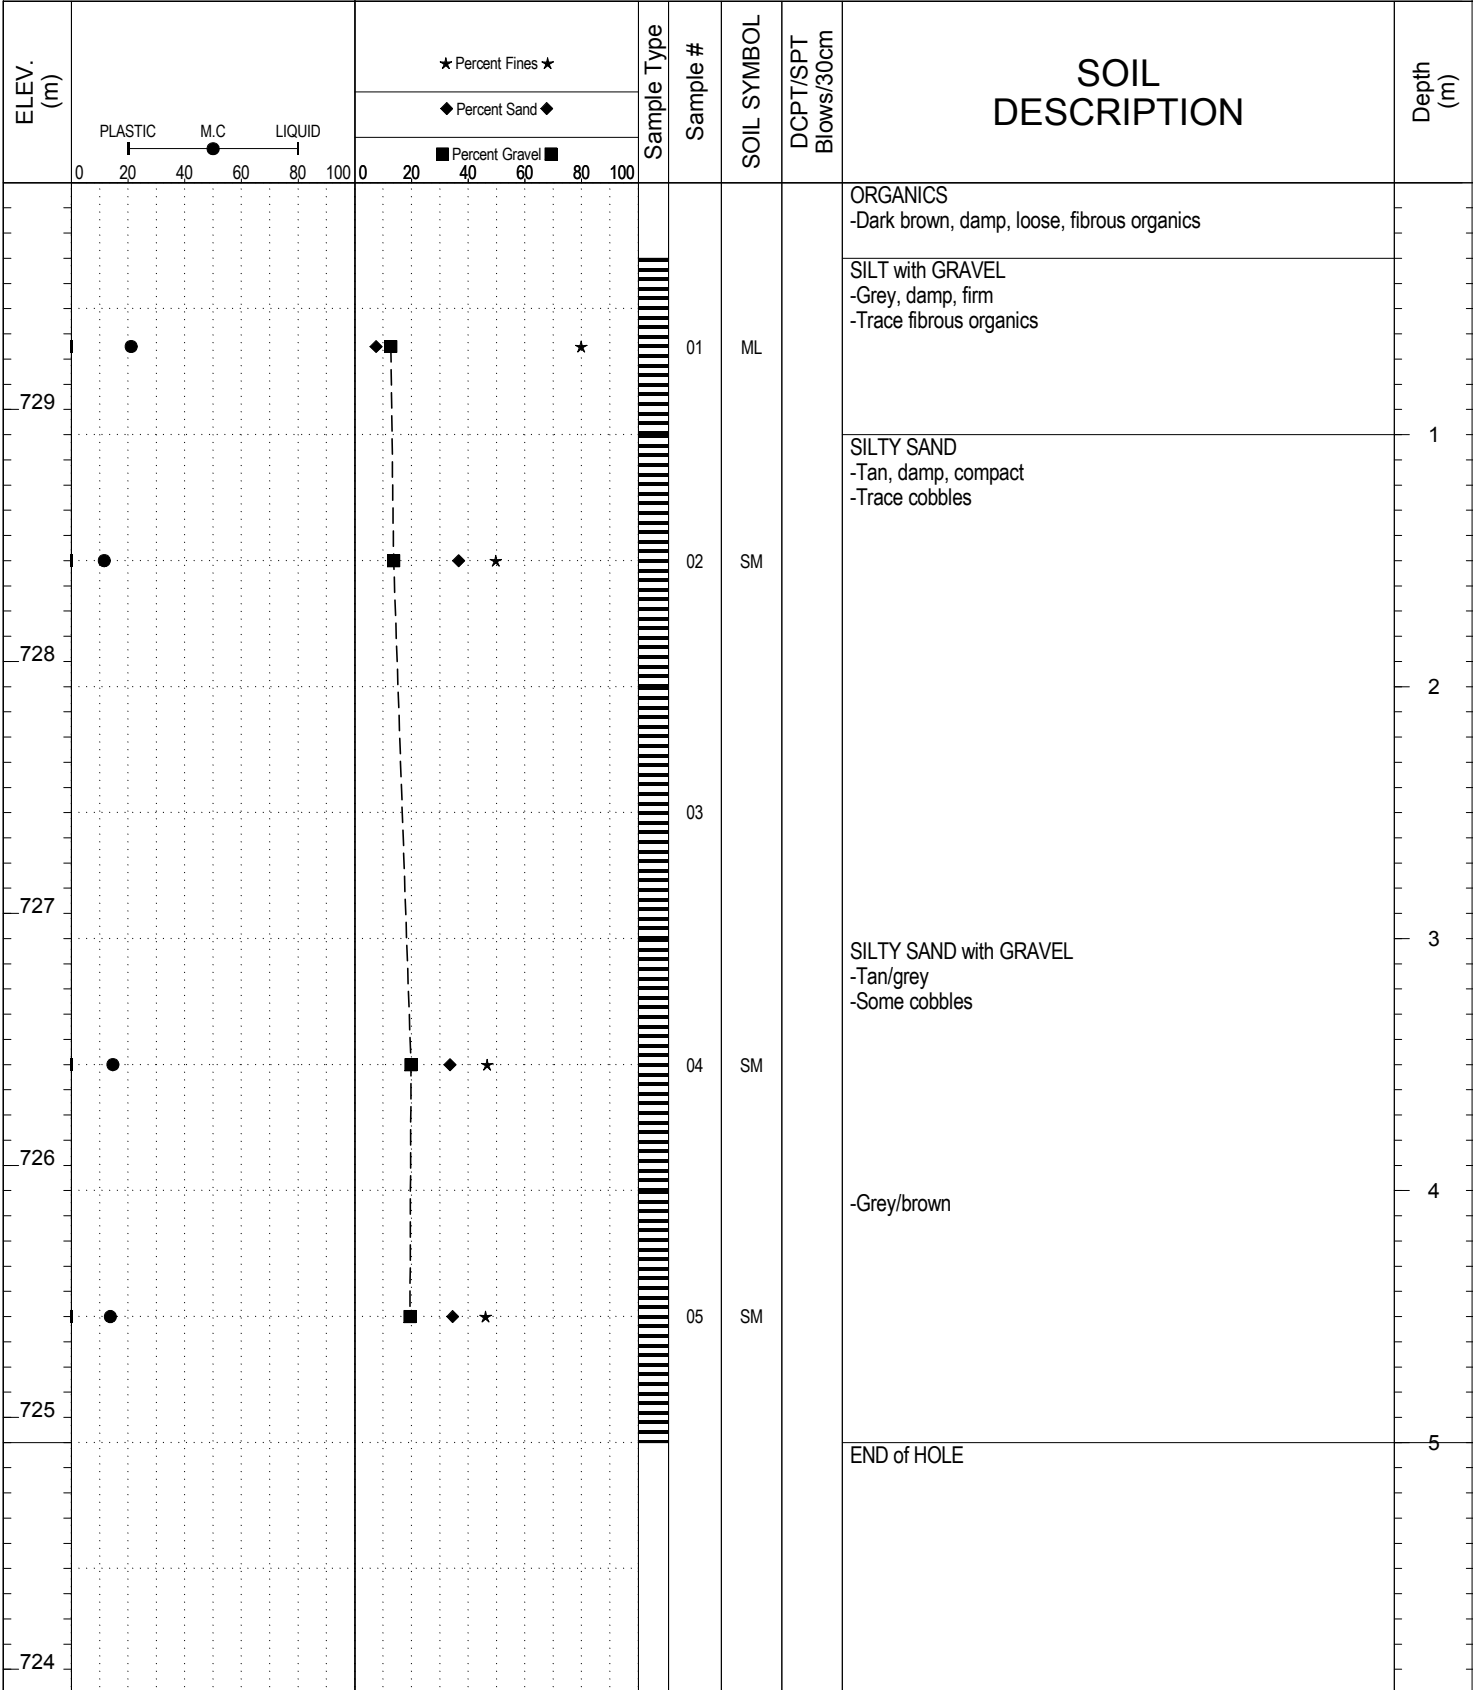 ELEV.
(m)
PLASTIC M.C LIQUID
0 20 40 60 80 100
★ Percent Fines ★
◆ Percent Sand ◆
■ Percent Gravel ■
0 20 40 60 80 100
Sample Type
Sample #
SOIL SYMBOL
DCPT/SPT
Blows/30cm
SOIL
DESCRIPTION
Depth
(m)
ORGANICS
-Dark brown, damp, loose, fibrous organics
SILT with GRAVEL
-Grey, damp, firm
-Trace fibrous organics
01 ML
729
1
SILTY SAND
-Tan, damp, compact
-Trace cobbles
02 SM
728
2
03
727
3
SILTY SAND with GRAVEL
-Tan/grey
-Some cobbles
04 SM
726
4
-Grey/brown
05 SM
725
5
END of HOLE
724